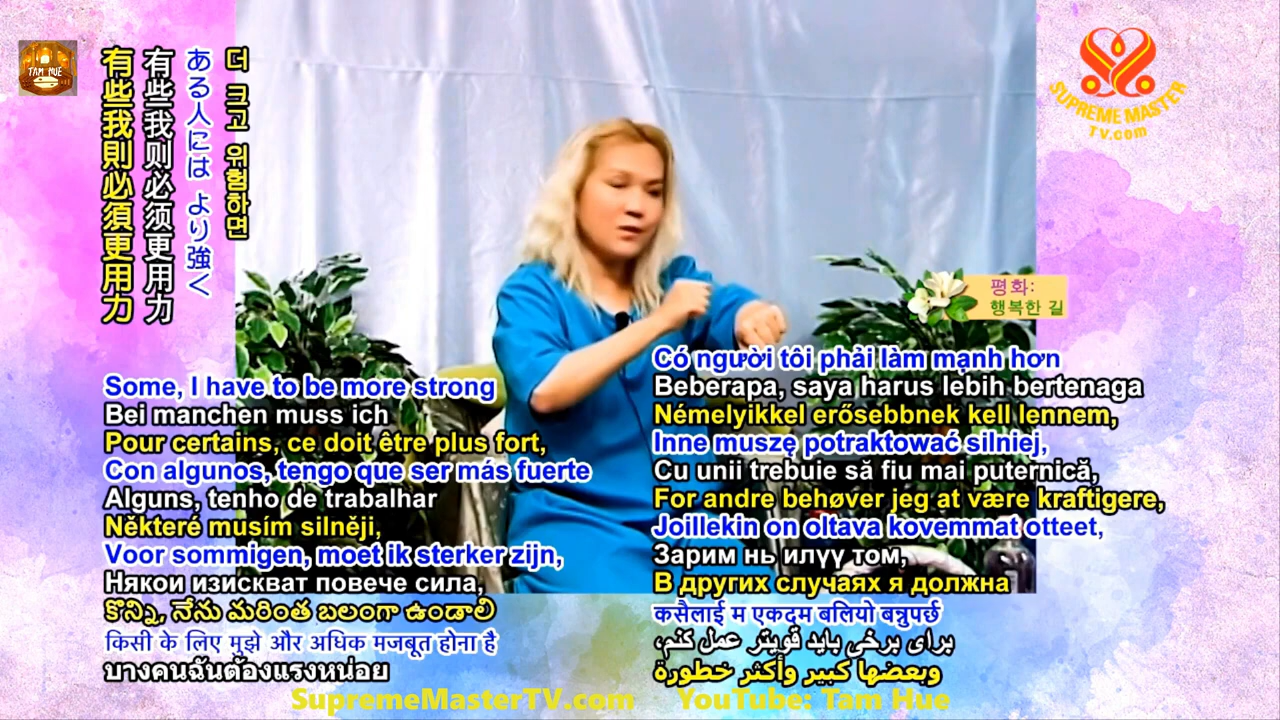 TAM HUE
有些我則必須更用力
有些我则必须更用力
ある人には より強く
더 크고 위험하면
SUPREME MASTER
TV.com
평화:
행복한 길
Some, I have to be more strong
Bei manchen muss ich
Pour certains, ce doit être plus fort,
Con algunos, tengo que ser más fuerte
Alguns, tenho de trabalhar
Některé musím silněji,
Voor sommigen, moet ik sterker zijn,
Някои изискват повече сила,
కొన్ని, నేను మరింత బలంగా ఉండాలి
किसी के लिए मुझे और अधिक मजबूत होना है
บางคนฉันต้องแรงหน่อย
Có người tôi phải làm mạnh hơn
Beberapa, saya harus lebih bertenaga
Némelyikkel erősebbnek kell lennem,
Inne muszę potraktować silniej,
Cu unii trebuie să fiu mai puternică,
For andre behøver jeg at være kraftigere,
Joillekin on oltava kovemmat otteet,
Зарим нь илүү том,
В других случаях я должна
कसैलाई म एकदम बलियो बन्नुपर्छ
برای برخی باید قویتر عمل کنم،
وبعضها كبير وأكثر خطورة
SupremeMasterTV.com
YouTube: Tam Hue